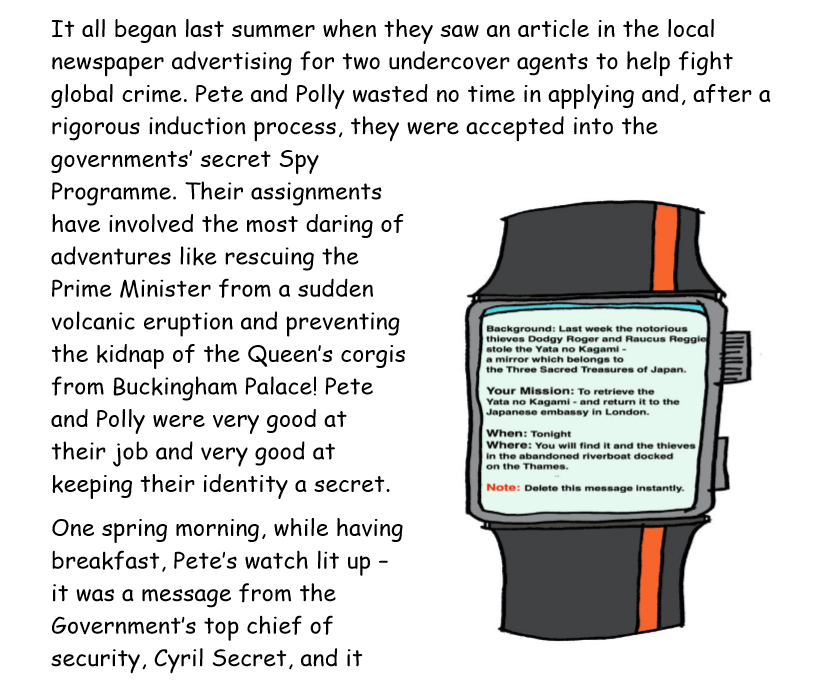 It all began last summer when they saw an article in the local
newspaper advertising for two undercover agents to help fight
global crime. Pete and Polly wasted no time in applying and, after a
rigorous induction process, they were accepted into the
governments’ secret Spy
Programme. Their assignments
have involved the most daring of
adventures like rescuing the
Prime Minister from a sudden
volcanic eruption and preventing
the kidnap of the Queen’s corgis
from Buckingham Palace! Pete
and Polly were very good at
their job and very good at
keeping their identity a secret.
One spring morning, while having
breakfast, Pete’s watch lit up –
it was a message from the
Government’s top chief of
security, Cyril Secret, and it
Background: Last week the notorious
thieves Dodgy Roger and Raucus Reggie
stole the Yata no Kagami -
a mirror which belongs to
the Three Sacred Treasures of Japan.
Your Mission: To retrieve the
Yata no Kagami - and return it to the
Japanese embassy in London.
When: Tonight
Where: You will find it and the thieves
in the abandoned riverboat docked
on the Thames.
Note: Delete this message instantly.